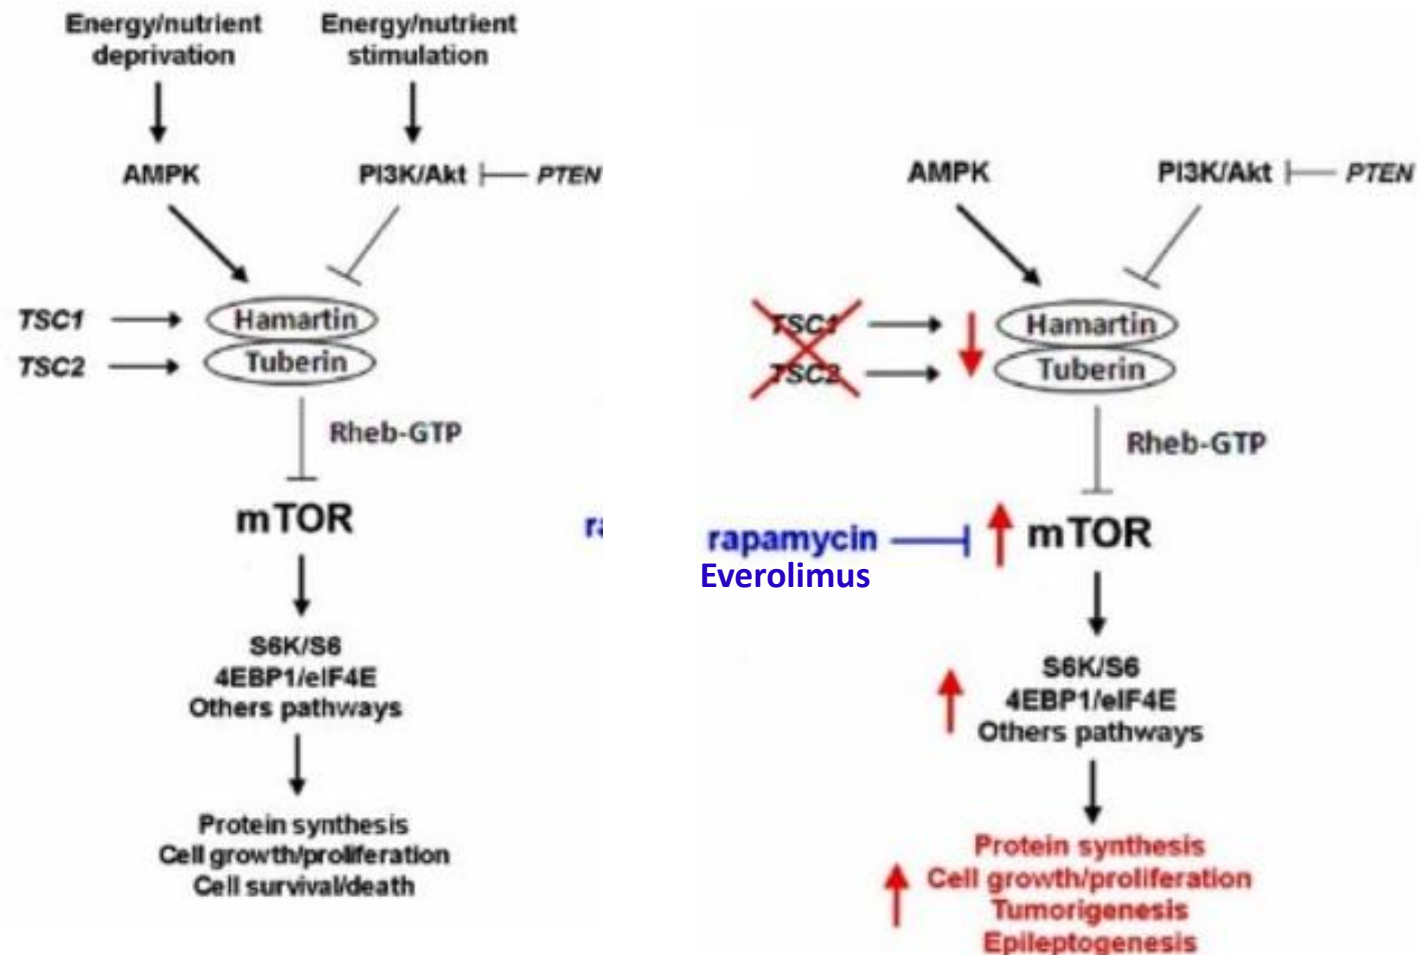 Energy/nutrient
deprivation
Energy/nutrient
stimulation
AMPK
PI3K/Akt
PTEN
TSC1
Hamartin
TSC2
Tuberin
Rheb-GTP
mTOR
S6K/S6
4EBP1/eIF4E
Others pathways
Protein synthesis
Cell growth/proliferation
Cell survival/death
ra
AMPK
PI3K/Akt
PTEN
TSC1
Hamartin
TSC2
Tuberin
Rheb-GTP
rapamycin
mTOR
Everolimus
S6K/S6
4EBP1/eIF4E
Others pathways
Protein synthesis
Cell growth/proliferation
Tumorigenesis
Epileptogenesis